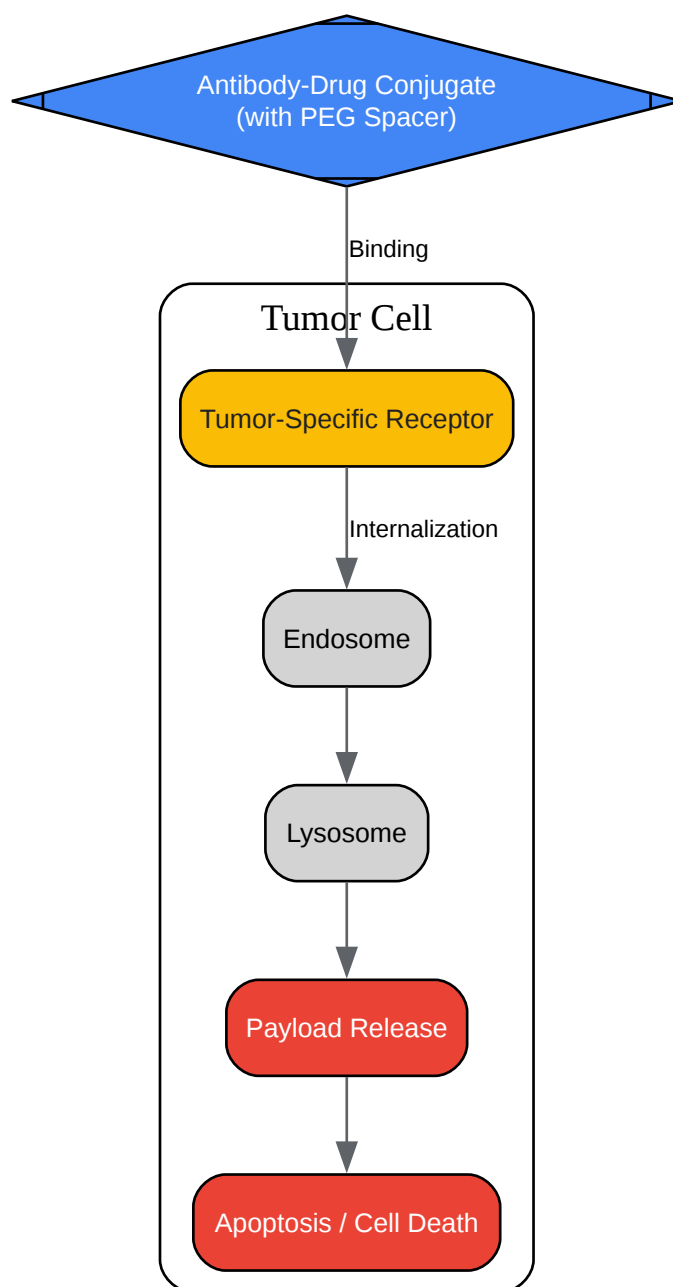 Antibody-Drug Conjugate
(with PEG Spacer)
Binding
Tumor Cell
Tumor-Specific Receptor
Internalization
Endosome
Lysosome
Payload Release
Apoptosis / Cell Death